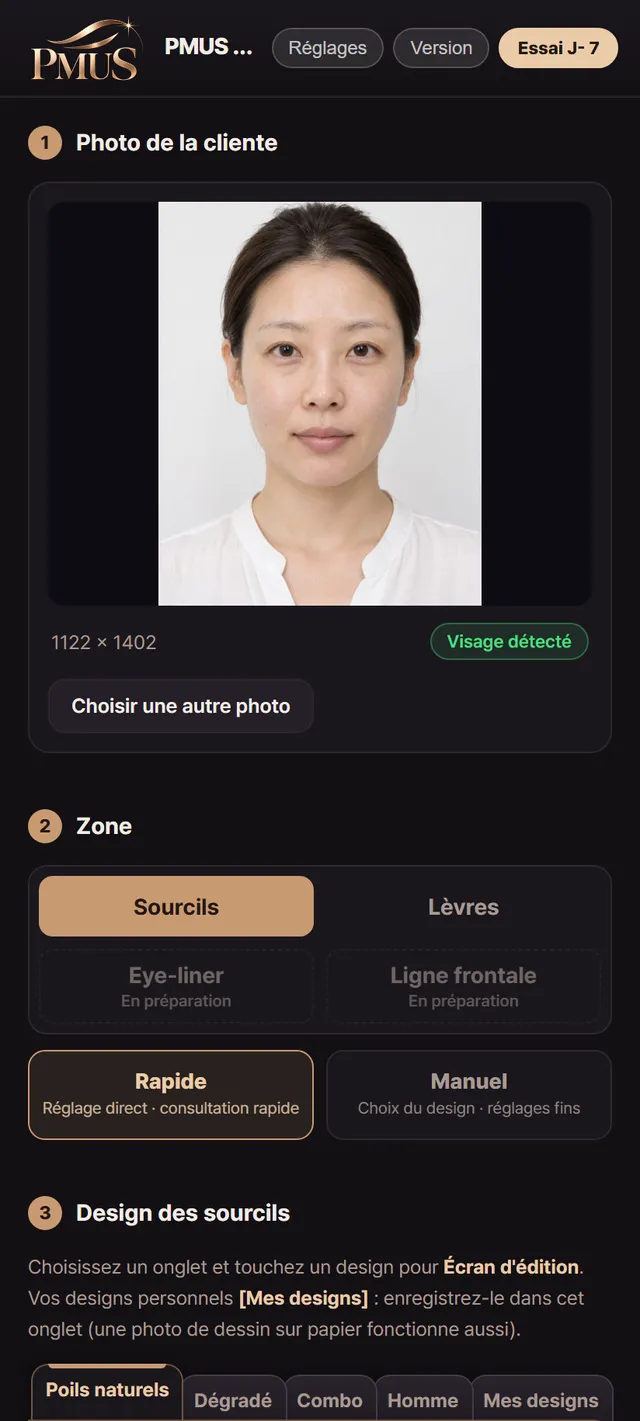 PMUS
PMUS ...
Réglages
Version
Essai J- 7
1
Photo de la cliente
1122 × 1402
Visage détecté
Choisir une autre photo
2
Zone
Sourcils
Lèvres
Eye-liner
En préparation
Ligne frontale
En préparation
Rapide
Réglage direct · consultation rapide
Manuel
Choix du design · réglages fins
3
Design des sourcils
Choisissez un onglet et touchez un design pour Écran d'édition.
Vos designs personnels [Mes designs] : enregistrez-le dans cet
onglet (une photo de dessin sur papier fonctionne aussi).
Poils naturels
Dégradé
Combo
Homme
Mes designs